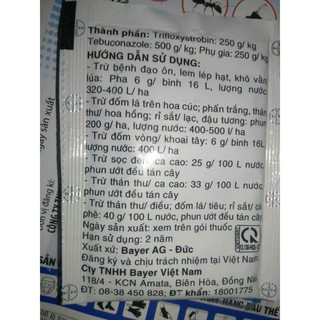 Thành phần: Trifloxystrobin: 250 g/ kg
Tebuconazole: 500 g/ kg; Phụ gia: 250 g/ kg
HƯỚNG DẪN SỬ DỤNG:
- Trừ bệnh đạo ôn, lem lép hạt, khô vằn/
lúa: Pha 6 g/ bình 16 L, lượng nước
320-400 L/ ha
- Trừ đốm lá trên hoa cúc; phấn trắng, thán
thư/ hoa hồng; rỉ sắt/ lạc, đậu tương: phun
200 g/ ha, lượng nước: 400-500 l/ ha
- Trừ đốm vòng/ khoai tây: 6 g/ bình 16L,
lượng nước: 400 L/ ha
- Trừ sọc đen/ ca cao: 25 g/ 100 L nước,
phun ướt đều tán cây
- Trừ thán thư/ ca cao: 33 g/ 100 L nước,
phun ướt đều tán cây
- Trừ thán thư/ điều; đốm lá/ tiêu; rỉ sắt/ cà
phê: 40 g/ 100 L nước, phun ướt đều tán cây
Ngày sản xuất: xem trên gói thuốc
Hạn sử dụng: 2 năm
Xuất xứ: Bayer AG - Đức
Đăng ký và chịu trách nhiệm tại Việt Nam:
Cty TNHH Bayer Việt Nam
118/4 - KCN Amata, Biên Hòa, Đồng Nai
ĐT: 08-38 450 828; ĐT khẩn: 18001775